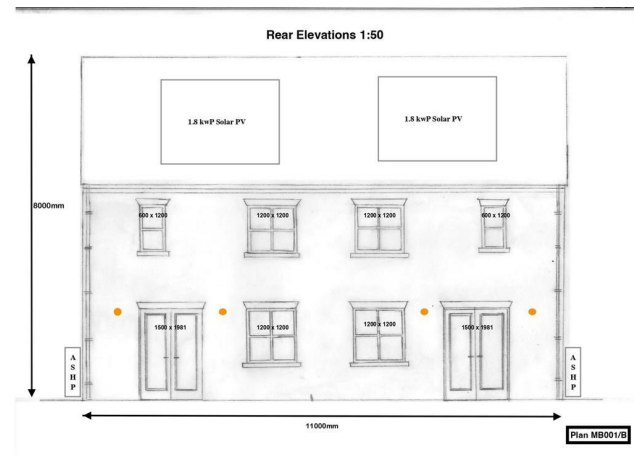 Rear Elevations 1:50
1.8 kwP Solar PV
1.8 kwP Solar PV
8000mm
600 x 1200
1200 x 1200
1200 x 1200
600 x 1200
1500 x 1981
1200 x 1200
1200 x 1200
1500 x 1981
A
S
H
P
A
S
H
P
11000mm
Plan MB001/B